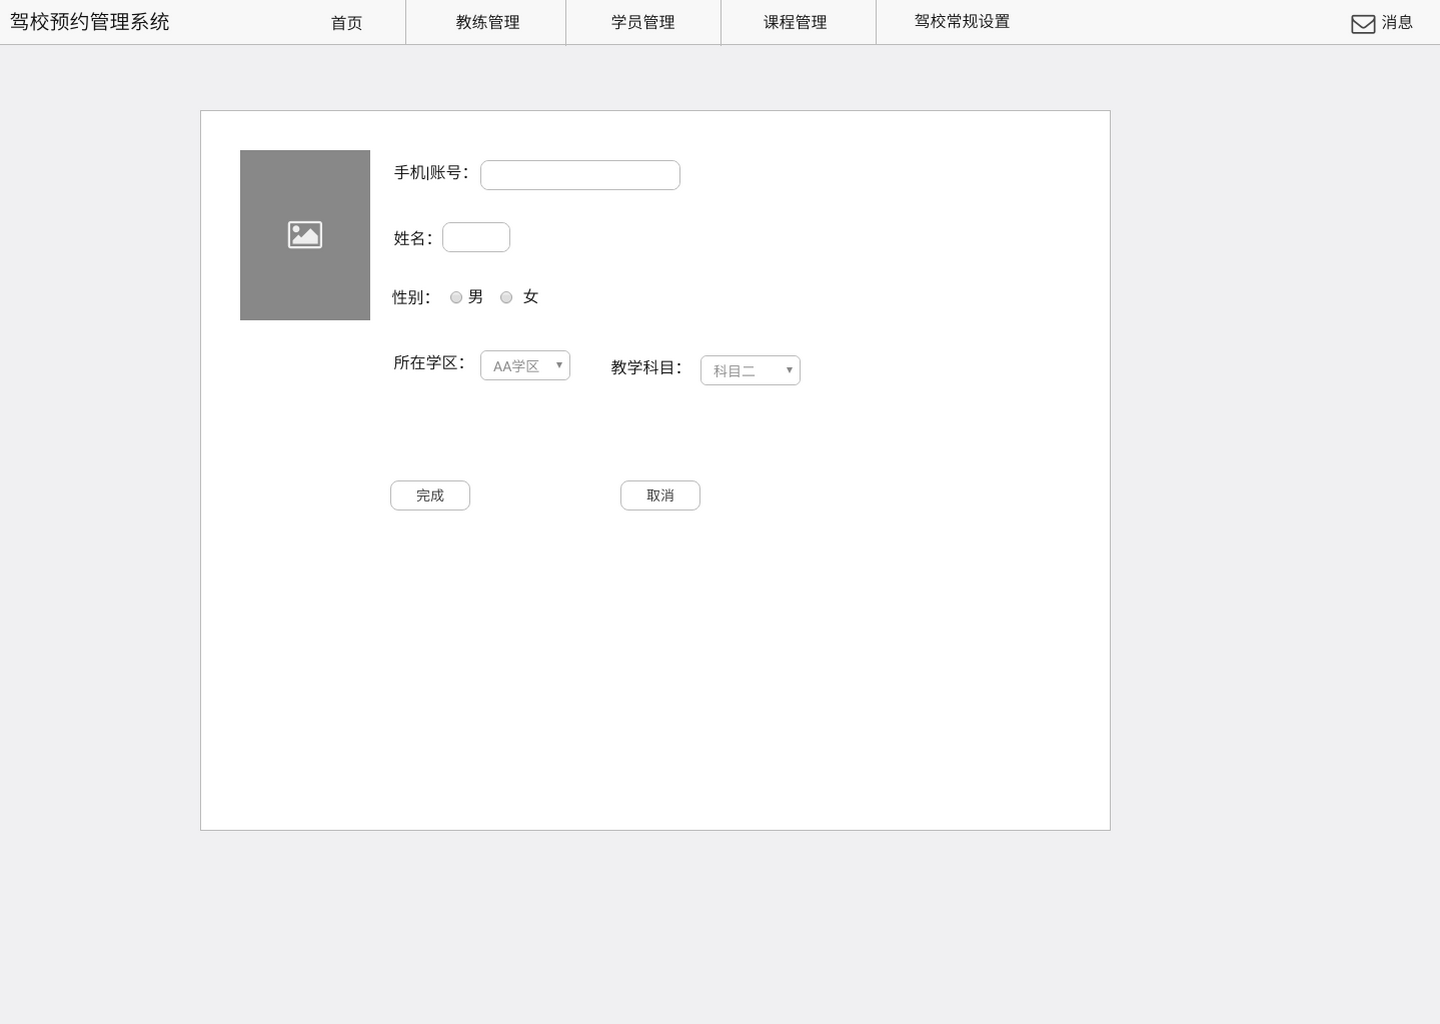 驾校预约管理系统 首页 教练管理 学员管理 课程管理 驾校常规设置 消息
手机|账号：
姓名：
性别： 男 女
所在学区： AA学区 教学科目： 科目二
完成 取消